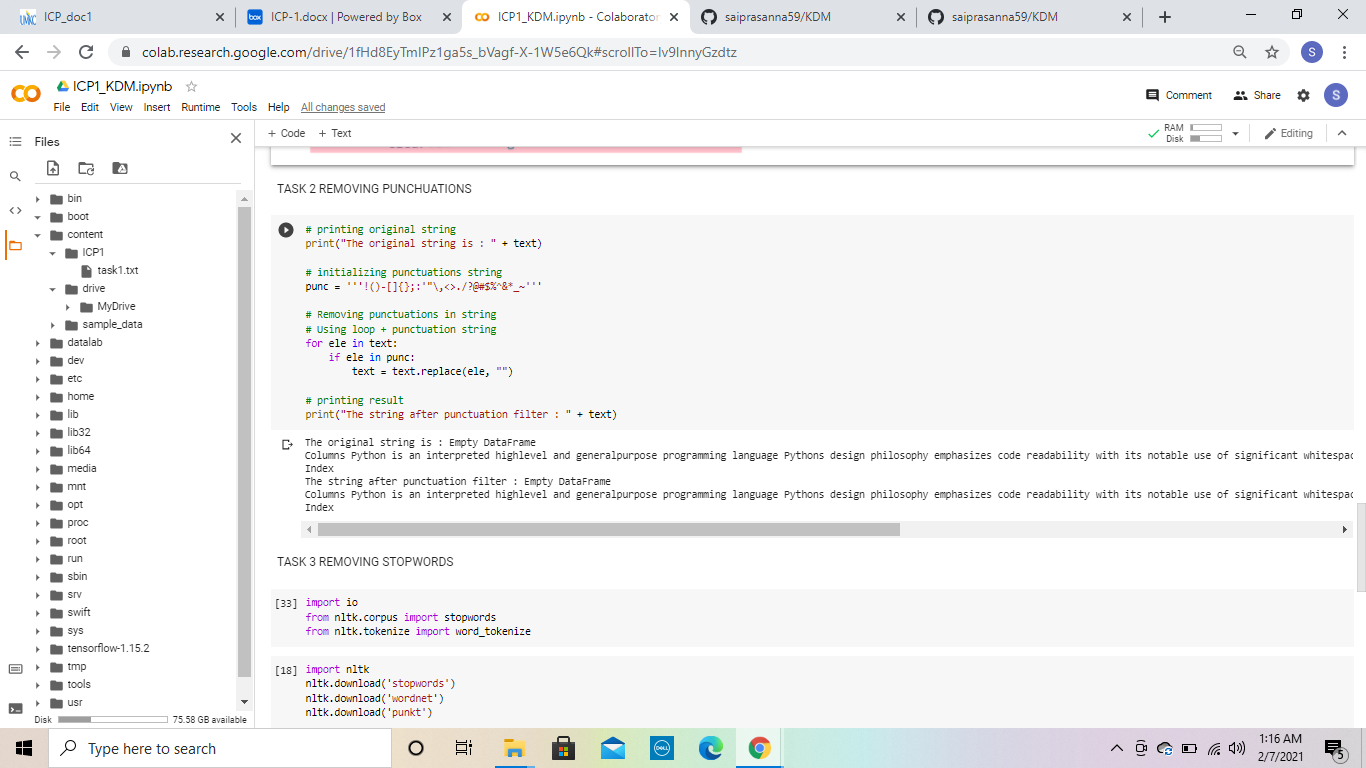 ICP_doc1
ICP-1.docx | Powered by Box
ICP1_KDM.ipynb - Colaborator
saiprasanna59/KDM
saiprasanna59/KDM
colab.research.google.com/drive/1fHd8EyTmIPz1ga5s_bVagf-X-1W5e6Qk#scrollTo=Iv9InnyGzdtz
S
ICP1_KDM.ipynb
File Edit View Insert Runtime Tools Help All changes saved
Comment Share S
Files
+ Code + Text
RAM
Disk
Editing
bin
boot
content
ICP1
task1.txt
drive
MyDrive
sample_data
datalab
dev
etc
home
lib
lib32
lib64
media
mnt
opt
proc
root
run
sbin
srv
swift
sys
tensorflow-1.15.2
tmp
tools
usr
Disk 75.58 GB available
TASK 2 REMOVING PUNCHUATIONS
# printing original string
print("The original string is : " + text)
# initializing punctuations string
punc = '''!()-[]{};:'"\,<>./?@#$%^&*_~'''
# Removing punctuations in string
# Using loop + punctuation string
for ele in text:
if ele in punc:
text = text.replace(ele, "")
# printing result
print("The string after punctuation filter : " + text)
The original string is : Empty DataFrame
Columns Python is an interpreted highlevel and generalpurpose programming language Pythons design philosophy emphasizes code readability with its notable use of significant whitespac
Index
The string after punctuation filter : Empty DataFrame
Columns Python is an interpreted highlevel and generalpurpose programming language Pythons design philosophy emphasizes code readability with its notable use of significant whitespac
Index
TASK 3 REMOVING STOPWORDS
[33] import io
from nltk.corpus import stopwords
from nltk.tokenize import word_tokenize
[18] import nltk
nltk.download('stopwords')
nltk.download('wordnet')
nltk.download('punkt')
Type here to search
1:16 AM
2/7/2021
5